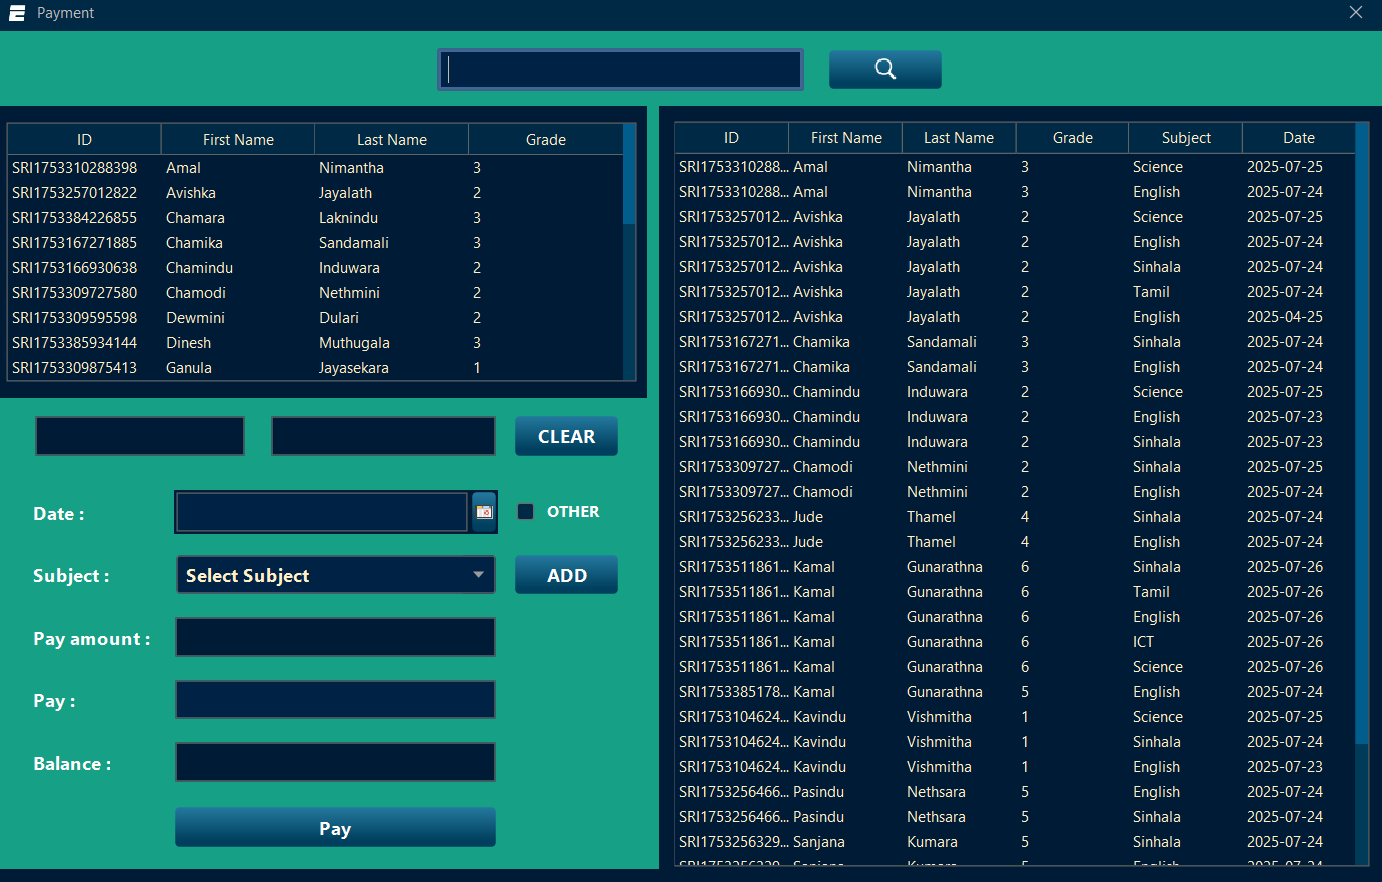 Payment
ID First Name Last Name Grade
SRI1753310288398 Amal Nimantha 3
SRI1753257012822 Avishka Jayalath 2
SRI1753384226855 Chamara Laknindu 3
SRI1753167271885 Chamika Sandamali 3
SRI1753166930638 Chamindu Induwara 2
SRI1753309727580 Chamodi Nethmini 2
SRI1753309595598 Dewmini Dulari 2
SRI1753385934144 Dinesh Muthugala 3
SRI1753309875413 Ganula Jayasekara 1
CLEAR
Date :
OTHER
Subject : Select Subject ADD
Pay amount :
Pay :
Balance :
Pay
ID First Name Last Name Grade Subject Date
SRI1753310288... Amal Nimantha 3 Science 2025-07-25
SRI1753310288... Amal Nimantha 3 English 2025-07-24
SRI1753257012... Avishka Jayalath 2 Science 2025-07-25
SRI1753257012... Avishka Jayalath 2 English 2025-07-24
SRI1753257012... Avishka Jayalath 2 Sinhala 2025-07-24
SRI1753257012... Avishka Jayalath 2 Tamil 2025-07-24
SRI1753257012... Avishka Jayalath 2 English 2025-04-25
SRI1753167271... Chamika Sandamali 3 Sinhala 2025-07-24
SRI1753167271... Chamika Sandamali 3 English 2025-07-24
SRI1753166930... Chamindu Induwara 2 Science 2025-07-25
SRI1753166930... Chamindu Induwara 2 English 2025-07-23
SRI1753166930... Chamindu Induwara 2 Sinhala 2025-07-23
SRI1753309727... Chamodi Nethmini 2 Sinhala 2025-07-25
SRI1753309727... Chamodi Nethmini 2 English 2025-07-24
SRI1753256233... Jude Thamel 4 Sinhala 2025-07-24
SRI1753256233... Jude Thamel 4 English 2025-07-24
SRI1753511861... Kamal Gunarathna 6 Sinhala 2025-07-26
SRI1753511861... Kamal Gunarathna 6 Tamil 2025-07-26
SRI1753511861... Kamal Gunarathna 6 English 2025-07-26
SRI1753511861... Kamal Gunarathna 6 ICT 2025-07-26
SRI1753511861... Kamal Gunarathna 6 Science 2025-07-26
SRI1753385178... Kamal Gunarathna 5 English 2025-07-24
SRI1753104624... Kavindu Vishmitha 1 Science 2025-07-25
SRI1753104624... Kavindu Vishmitha 1 Sinhala 2025-07-24
SRI1753104624... Kavindu Vishmitha 1 English 2025-07-23
SRI1753256466... Pasindu Nethsara 5 English 2025-07-24
SRI1753256466... Pasindu Nethsara 5 Sinhala 2025-07-24
SRI1753256329... Sanjana Kumara 5 Sinhala 2025-07-24